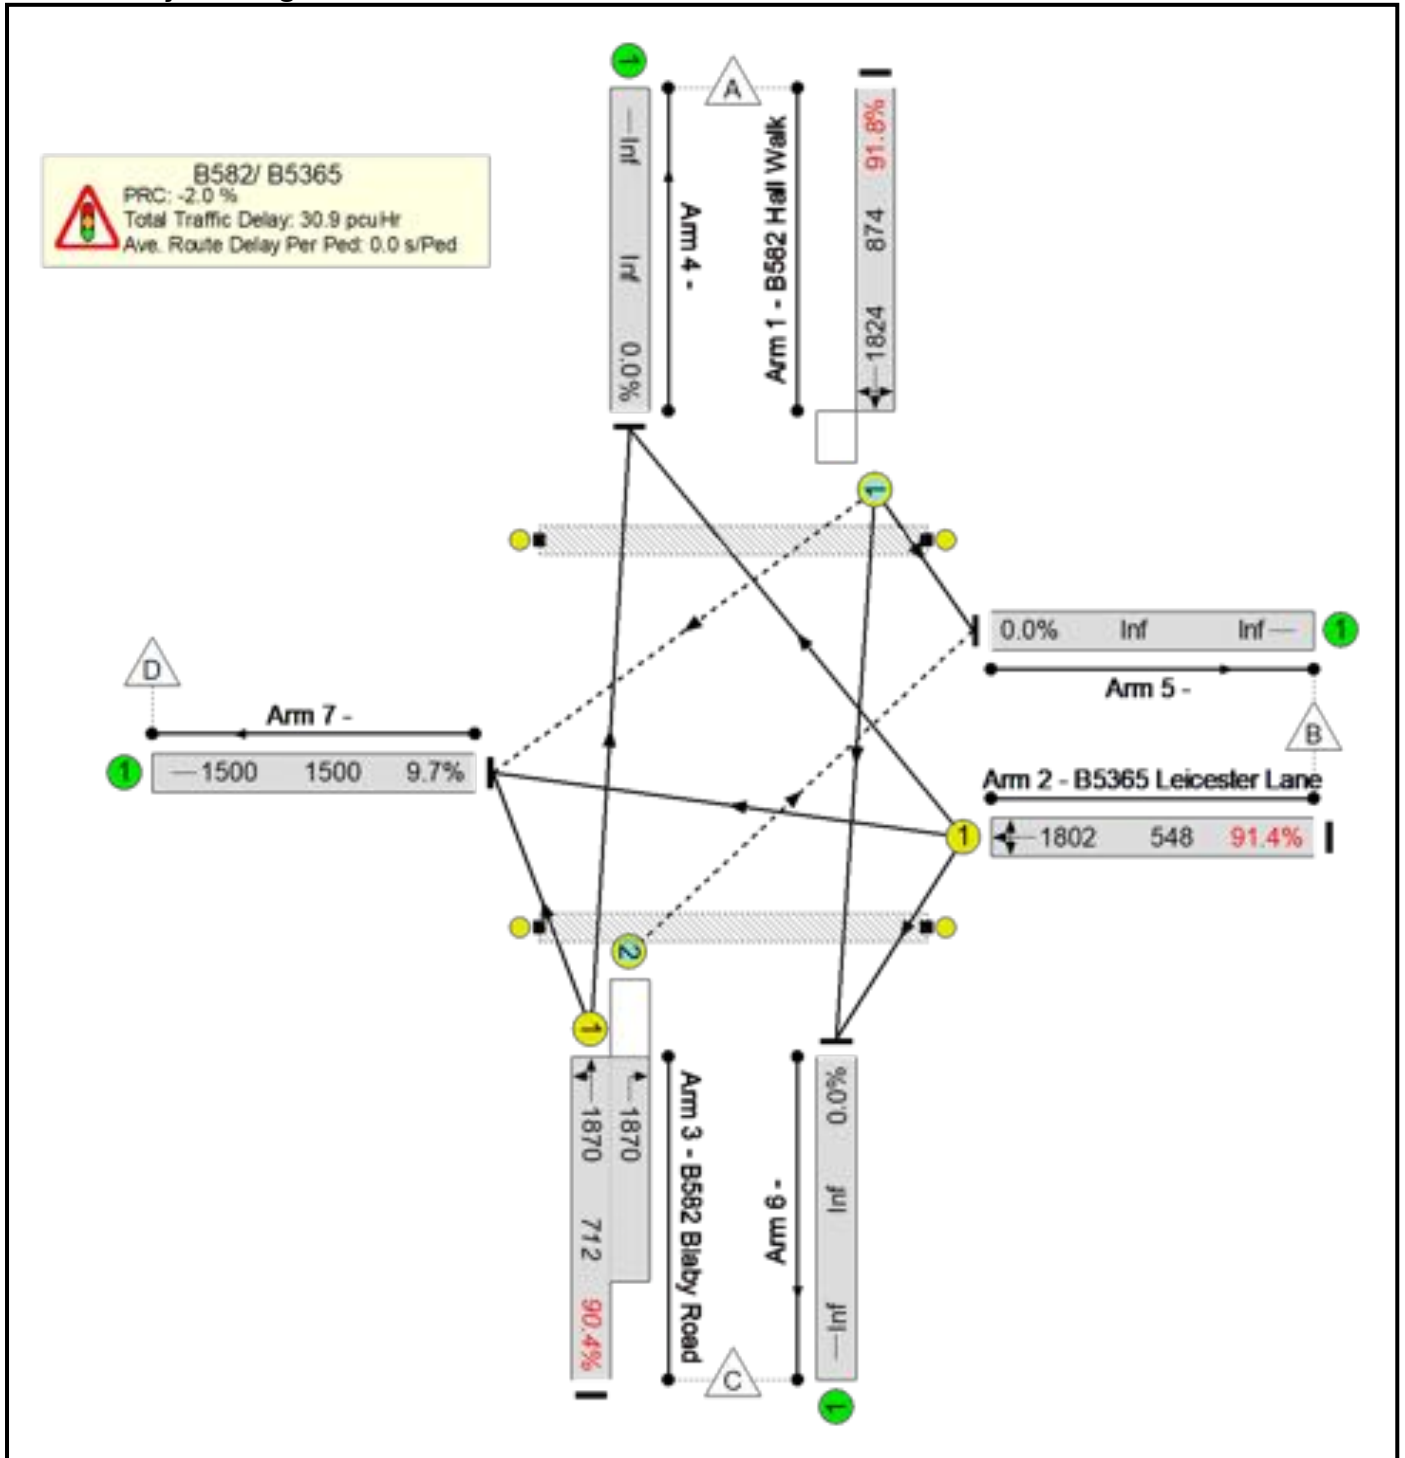 B582/ B5365
PRC: -2.0 %
Total Traffic Delay: 30.9 pcuHr
Ave. Route Delay Per Ped: 0.0 s/Ped
1
Inf Inf 0.0%
Arm 4 -
A
Arm 1 - B582 Hall Walk
1824 874 91.8%
1
0.0% Inf Inf
1
Arm 5 -
B
D
Arm 7 -
1
1500 1500 9.7%
Arm 2 - B5365 Leicester Lane
1
1802 548 91.4%
2
1
1870
1870 712 90.4%
Arm 3 - B582 Blaby Road
C
Arm 6 -
0.0% Inf Inf
1